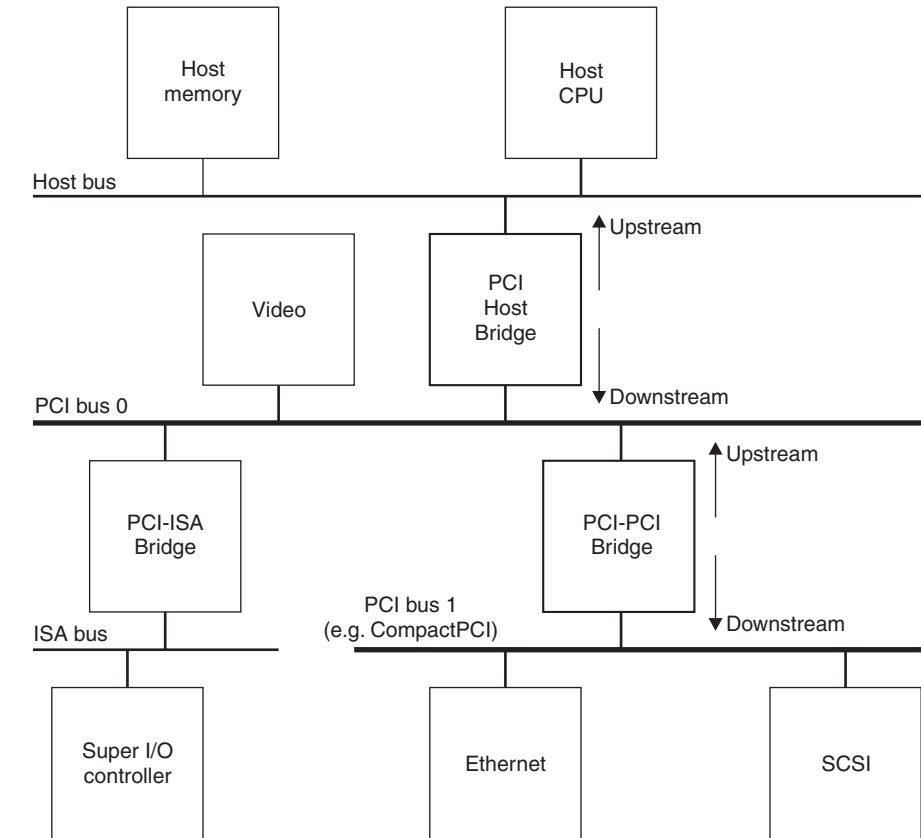 Host
memory
Host
CPU
Host bus
Upstream
Video
PCI
Host
Bridge
Downstream
PCI bus 0
Upstream
PCI-ISA
Bridge
PCI-PCI
Bridge
PCI bus 1
(e.g. CompactPCI)
Downstream
ISA bus
Super I/O
controller
Ethernet
SCSI